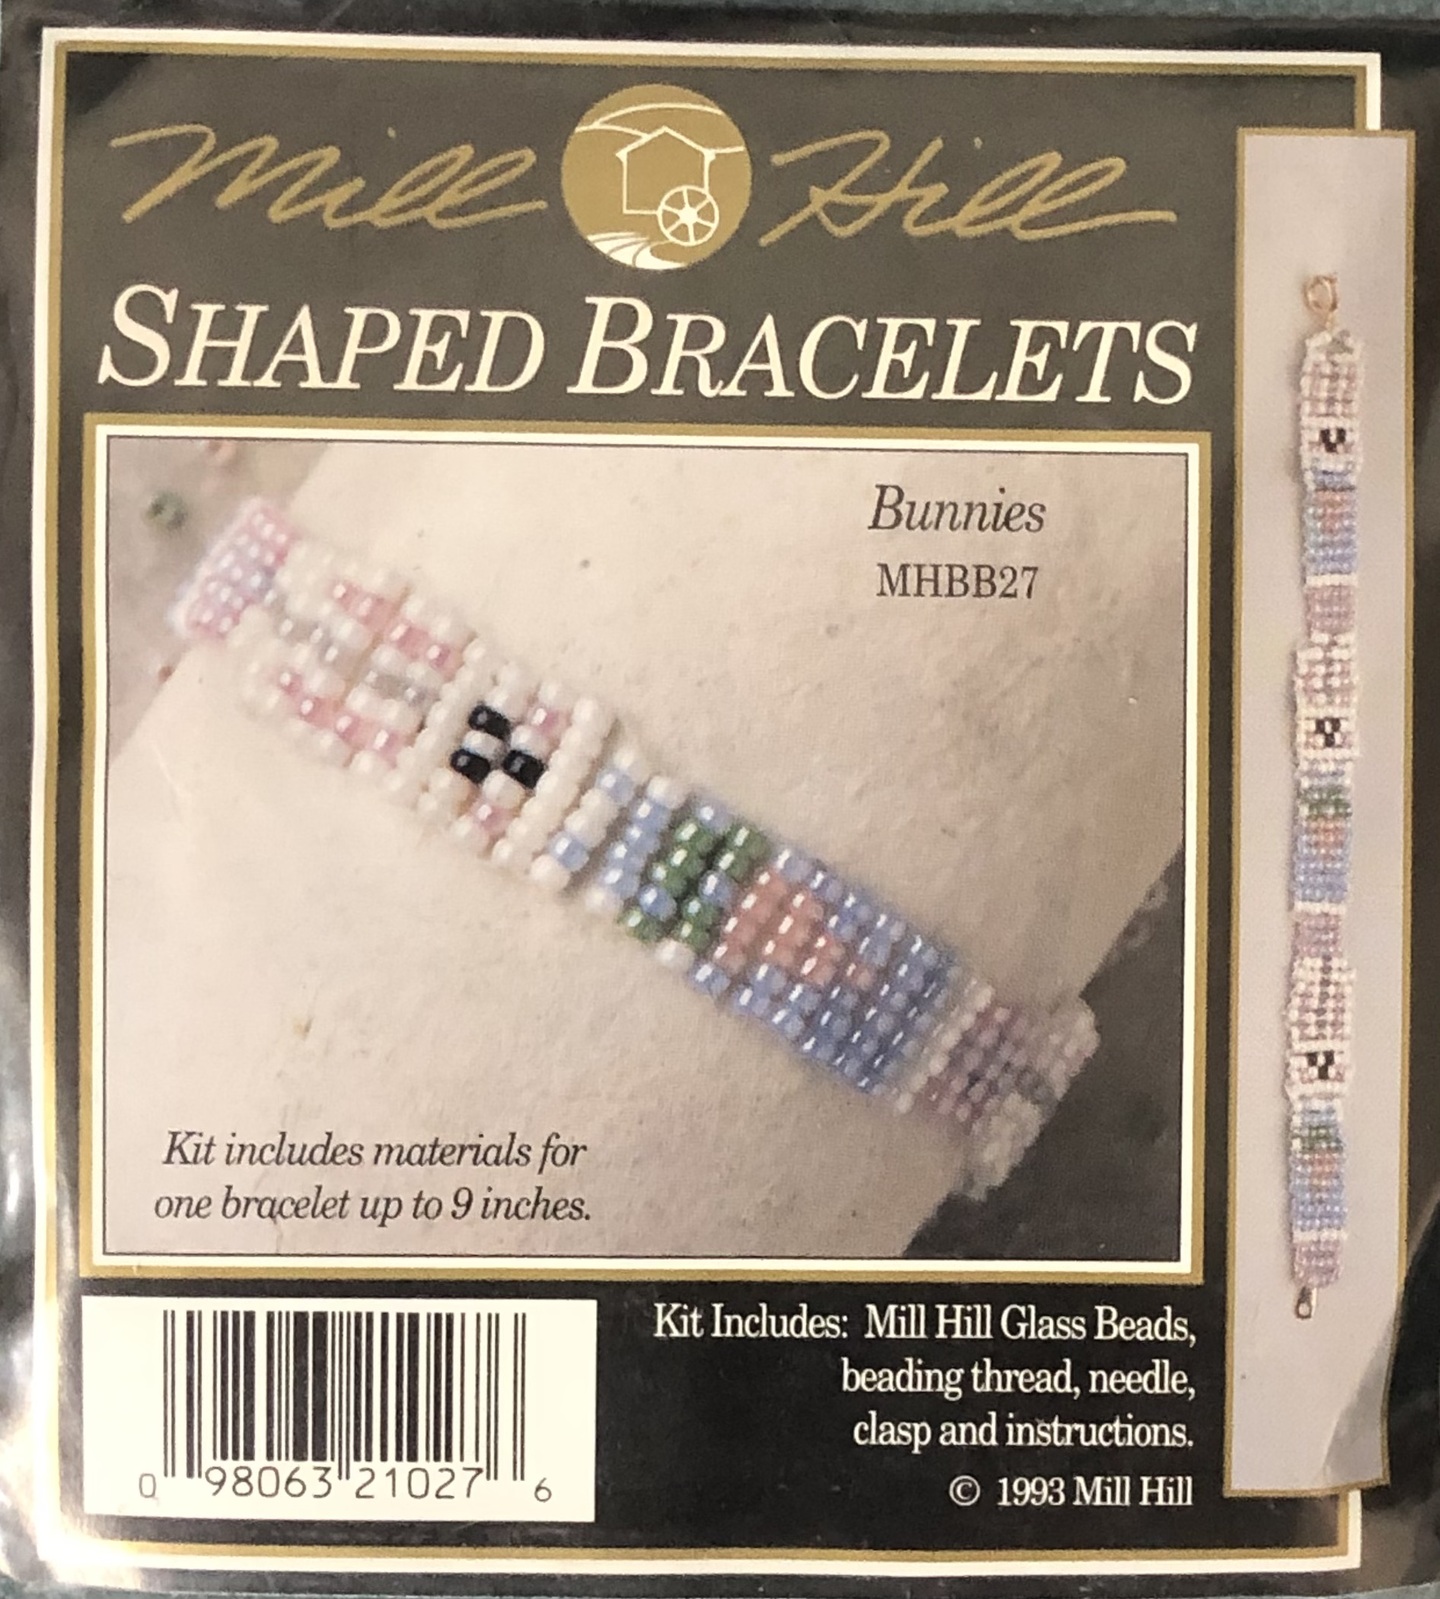 Mill Hill
SHAPED BRACELETS
Bunnies
MHBB27
Kit includes materials for
one bracelet up to 9 inches.
Kit Includes: Mill Hill Glass Beads,
beading thread, needle,
clasp and instructions.
© 1993 Mill Hill
0 98063 21027 6